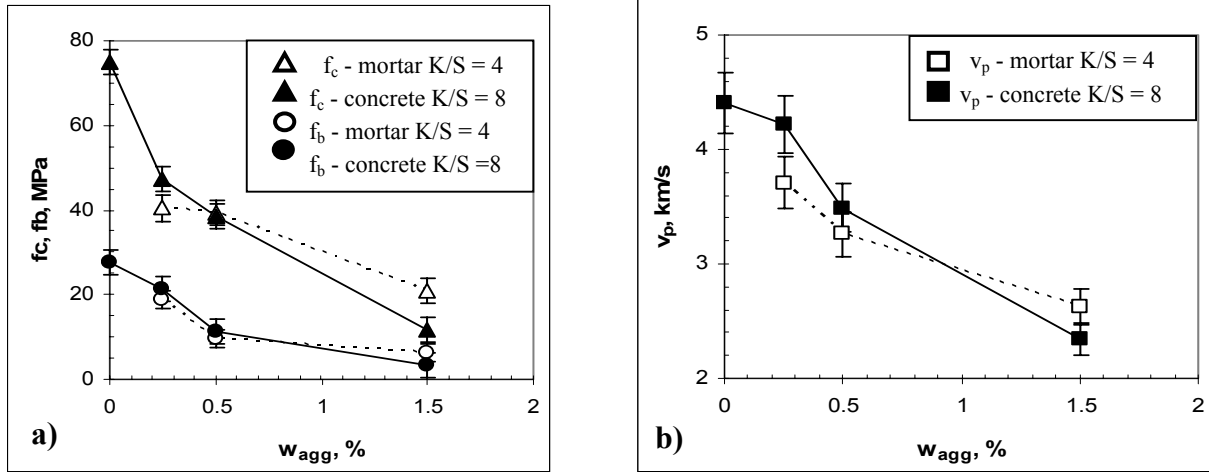 80
60
40
20
0
fc, fb, MPa
f_c - mortar K/S = 4
f_c - concrete K/S = 8
f_b - mortar K/S = 4
f_b - concrete K/S =8
0 0.5 1 1.5 2
w_agg, %
a)
5
4
3
2
v_p, km/s
v_p - mortar K/S = 4
v_p - concrete K/S = 8
0 0.5 1 1.5 2
w_agg, %
b)